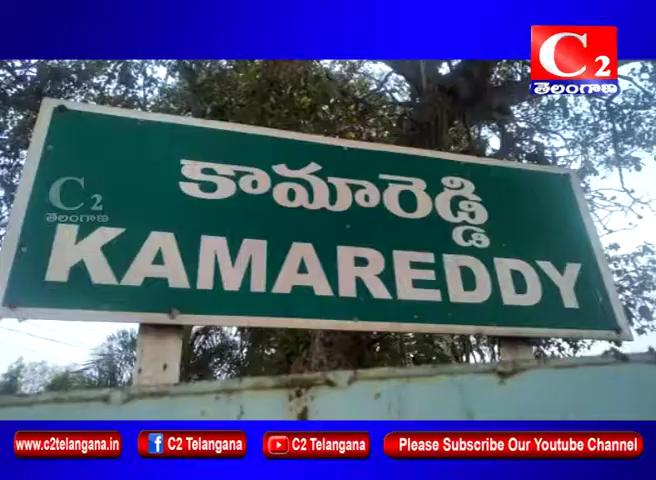 C2
తెలంగాణ
కామారెడ్డి
C2
తెలంగాణ
KAMAREDDY
www.c2telangana.in
C2 Telangana
C2 Telangana
Please Subscribe Our Youtube Channel